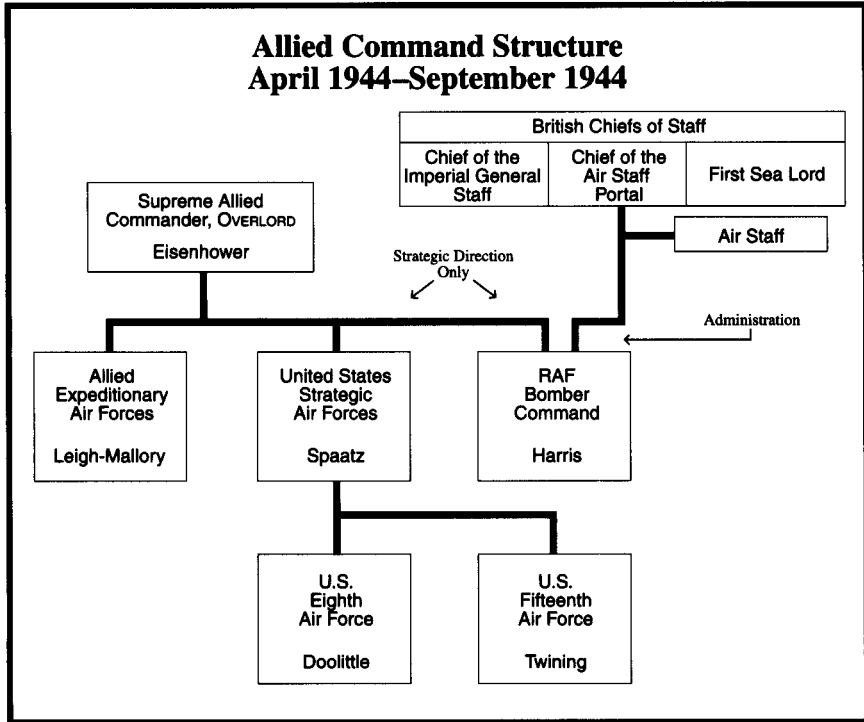 Allied Command Structure
April 1944–September 1944
British Chiefs of Staff
Chief of the
Imperial General
Staff
Chief of the
Air Staff
Portal
First Sea Lord
Supreme Allied
Commander, OVERLORD
Eisenhower
Air Staff
Strategic Direction
Only
Administration
Allied
Expeditionary
Air Forces
Leigh-Mallory
United States
Strategic
Air Forces
Spaatz
RAF
Bomber
Command
Harris
U.S.
Eighth
Air Force
Doolittle
U.S.
Fifteenth
Air Force
Twining